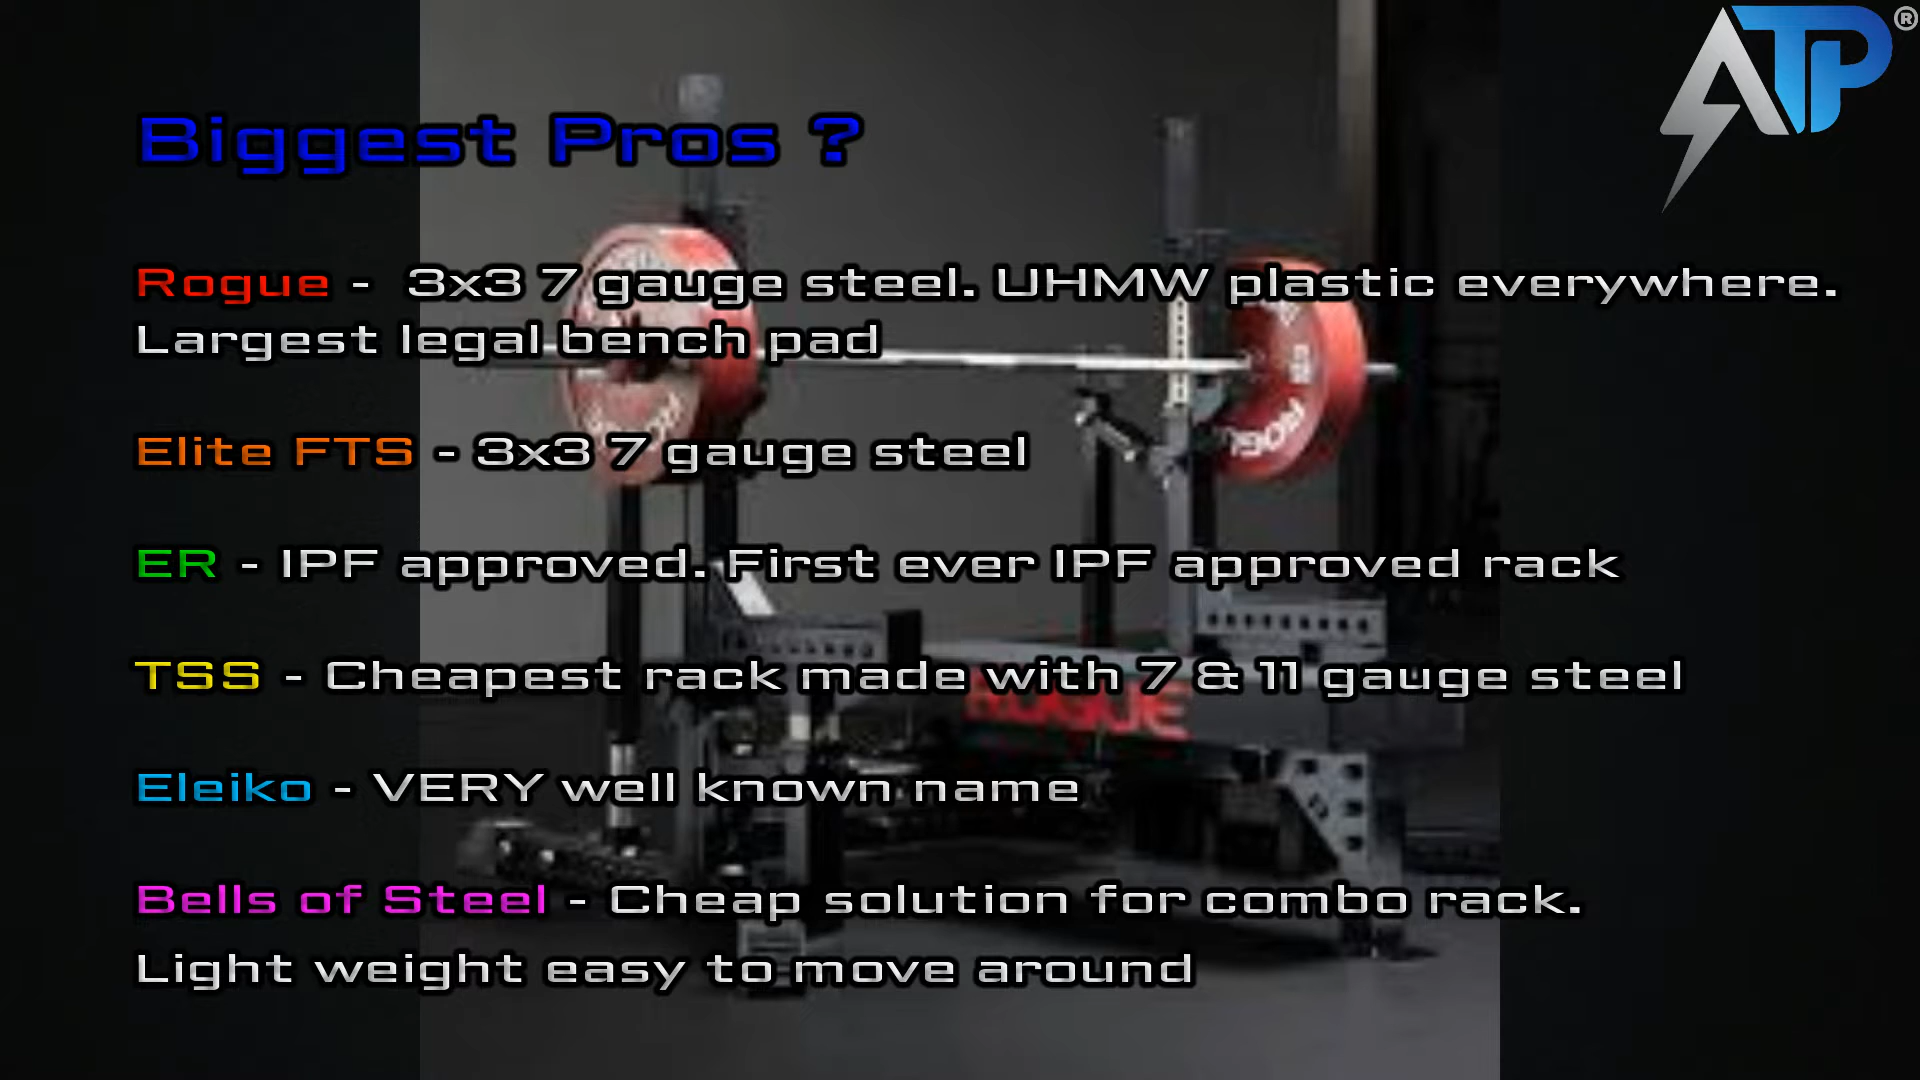 ATP®
Biggest Pros ?
Rogue - 3x3 7 gauge steel. UHMW plastic everywhere.
Largest legal bench pad
Elite FTS - 3x3 7 gauge steel
ER - IPF approved. First ever IPF approved rack
TSS - Cheapest rack made with 7 & 11 gauge steel
ROGUE
Eleiko - VERY well known name
Bells of Steel - Cheap solution for combo rack.
Light weight easy to move around